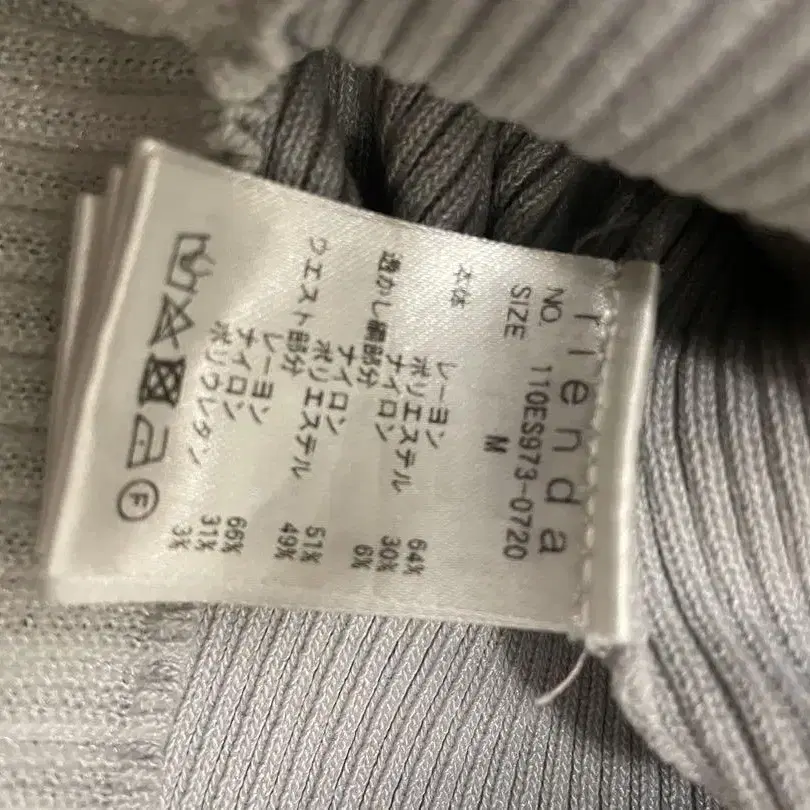 rienda
NO. 110ES973-0720
SIZE M
本体
レーヨン 64%
ポリエステル 30%
ナイロン 6%
透かし編部分
ナイロン 51%
ポリエステル 49%
ウエスト部分
レーヨン 66%
ナイロン 31%
ポリウレタン 3%
F